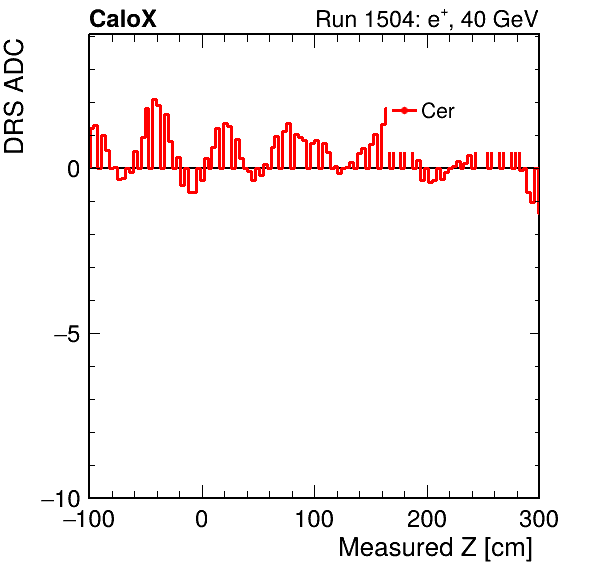 CaloX Run 1504: e⁺, 40 GeV
DRS ADC
Cer
0
−5
−10
−100 0 100 200 300
Measured Z [cm]